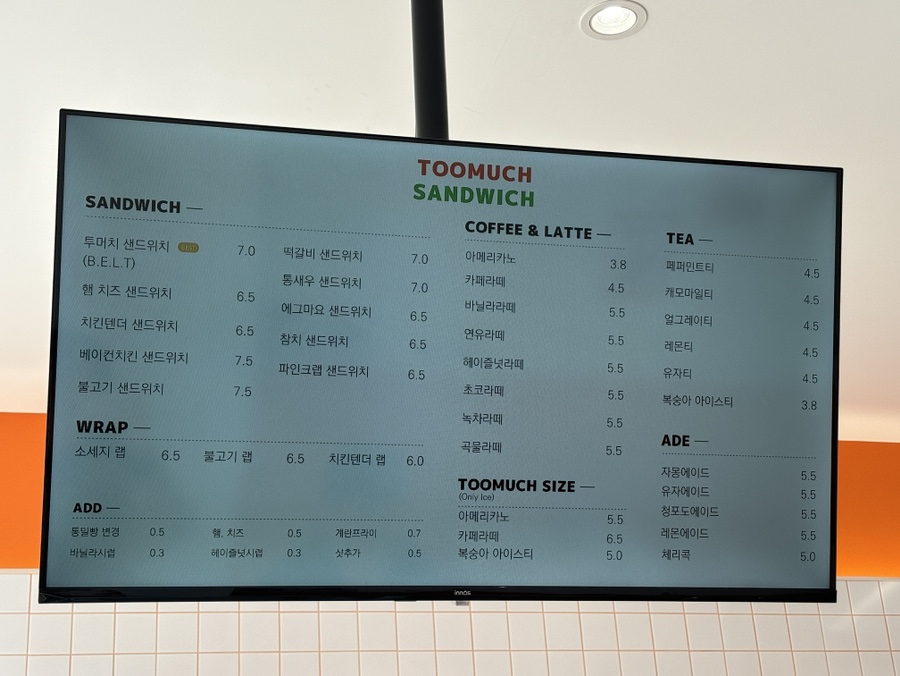 TOOMUCH
SANDWICH
SANDWICH
투머치 샌드위치 BEST 7.0
(B.E.L.T)
햄 치즈 샌드위치 6.5
치킨텐더 샌드위치 6.5
베이컨치킨 샌드위치 7.5
불고기 샌드위치 7.5
떡갈비 샌드위치 7.0
통새우 샌드위치 7.0
에그마요 샌드위치 6.5
참치 샌드위치 6.5
파인크랩 샌드위치 6.5
WRAP
소세지 랩 6.5 불고기 랩 6.5 치킨텐더 랩 6.0
ADD
통밀빵 변경 0.5 햄, 치즈 0.5 계란프라이 0.7
바닐라시럽 0.3 헤이즐넛시럽 0.3 샷추가 0.5
COFFEE & LATTE
아메리카노 3.8
카페라떼 4.5
바닐라라떼 5.5
연유라떼 5.5
헤이즐넛라떼 5.5
초코라떼 5.5
녹차라떼 5.5
곡물라떼 5.5
TOOMUCH SIZE
(Only Ice)
아메리카노 5.5
카페라떼 6.5
복숭아 아이스티 5.0
TEA
페퍼민트티 4.5
캐모마일티 4.5
얼그레이티 4.5
레몬티 4.5
유자티 4.5
복숭아 아이스티 3.8
ADE
자몽에이드 5.5
유자에이드 5.5
청포도에이드 5.5
레몬에이드 5.5
체리콕 5.0
innos